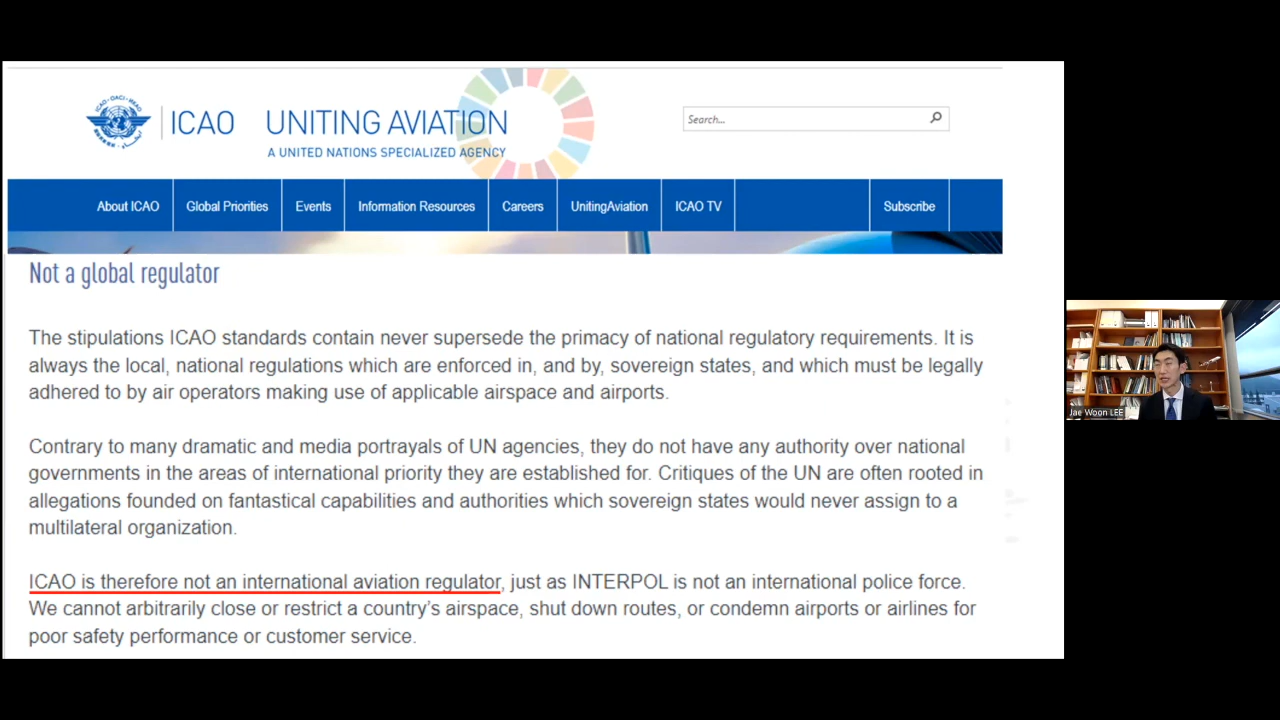 ICAO·OACI·ИКАО
ICAO
UNITING AVIATION
A UNITED NATIONS SPECIALIZED AGENCY
Search...
About ICAO
Global Priorities
Events
Information Resources
Careers
UnitingAviation
ICAO TV
Subscribe
Not a global regulator
The stipulations ICAO standards contain never supersede the primacy of national regulatory requirements. It is
always the local, national regulations which are enforced in, and by, sovereign states, and which must be legally
adhered to by air operators making use of applicable airspace and airports.
Contrary to many dramatic and media portrayals of UN agencies, they do not have any authority over national
governments in the areas of international priority they are established for. Critiques of the UN are often rooted in
allegations founded on fantastical capabilities and authorities which sovereign states would never assign to a
multilateral organization.
ICAO is therefore not an international aviation regulator, just as INTERPOL is not an international police force.
We cannot arbitrarily close or restrict a country's airspace, shut down routes, or condemn airports or airlines for
poor safety performance or customer service.
Jae Woon LEE